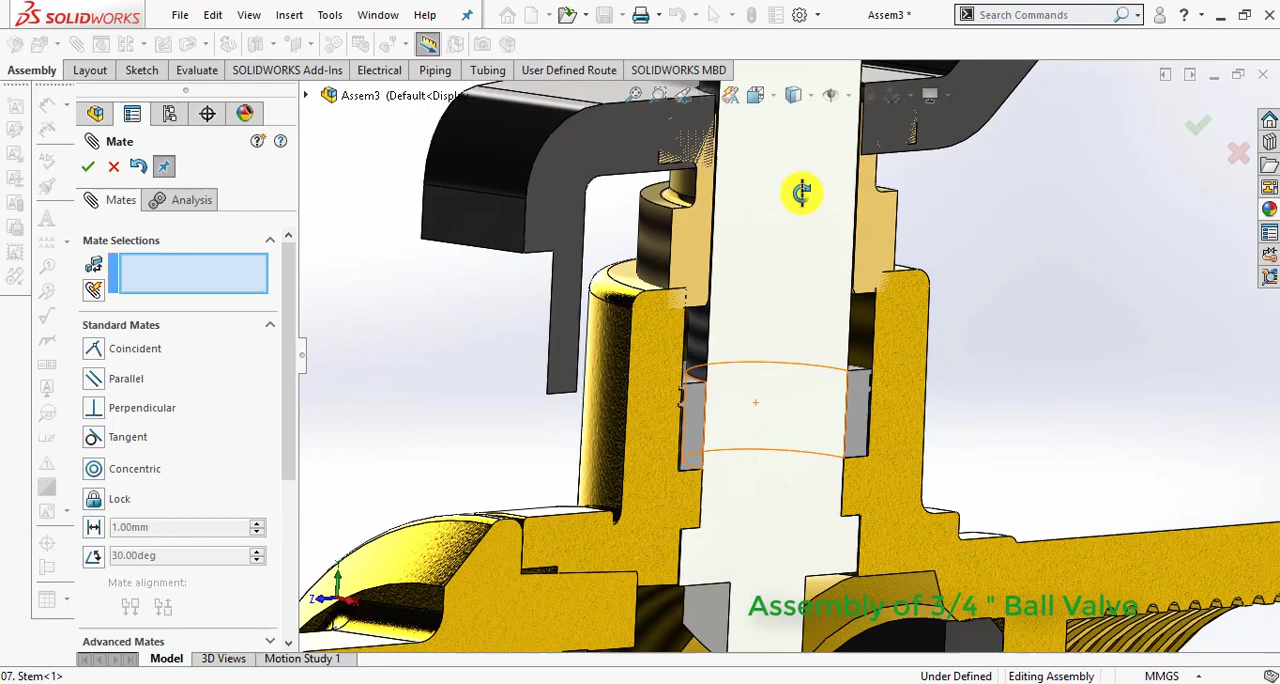 SOLIDWORKS File Edit View Insert Tools Window Help Assem3 * Search Commands ?
Assembly Layout Sketch Evaluate SOLIDWORKS Add-Ins Electrical Piping Tubing User Defined Route SOLIDWORKS MBD
Assem3 (Default<Displa
Mate
Mates Analysis
Mate Selections
Standard Mates
Coincident
Parallel
Perpendicular
Tangent
Concentric
Lock
1.00mm
30.00deg
Mate alignment:
Advanced Mates
Z
Assembly of 3/4 " Ball Valve
Model 3D Views Motion Study 1
07. Stem<1> Under Defined Editing Assembly MMGS